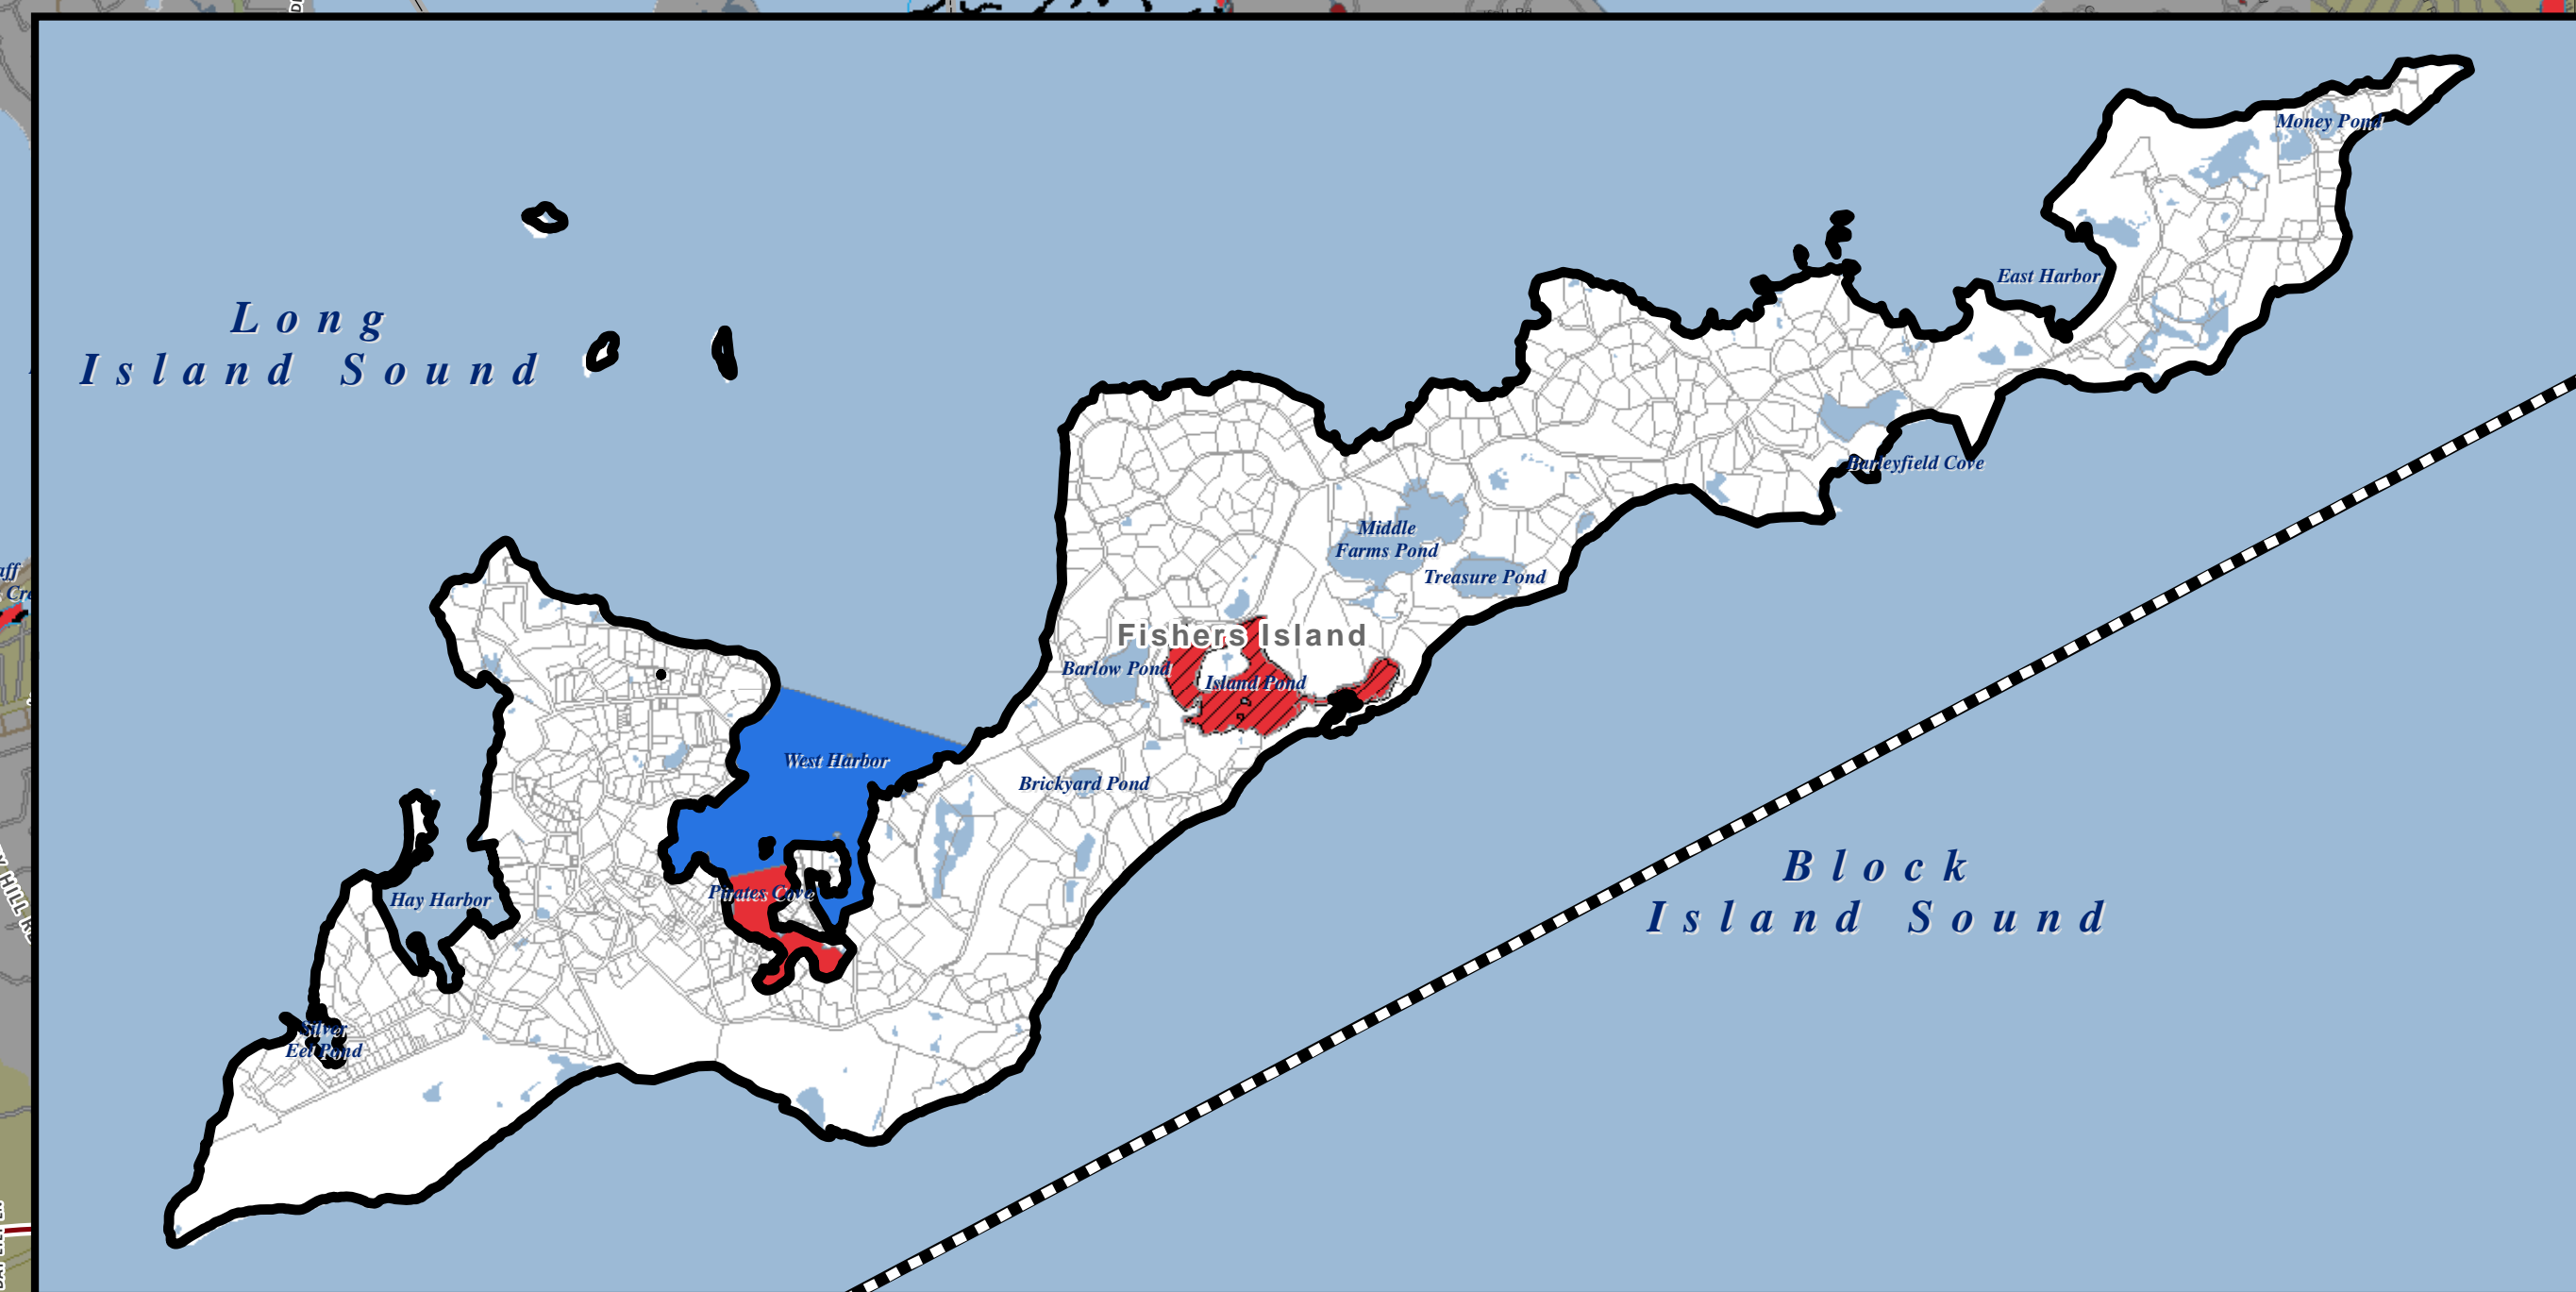 Money Pond
East Harbor
Long
Island Sound
Barleyfield Cove
Middle
Farms Pond
Treasure Pond
Fishers Island
Barlow Pond
Island Pond
West Harbor
Brickyard Pond
Pirates Cove
Hay Harbor
Block
Island Sound
Silver
Eel Pond